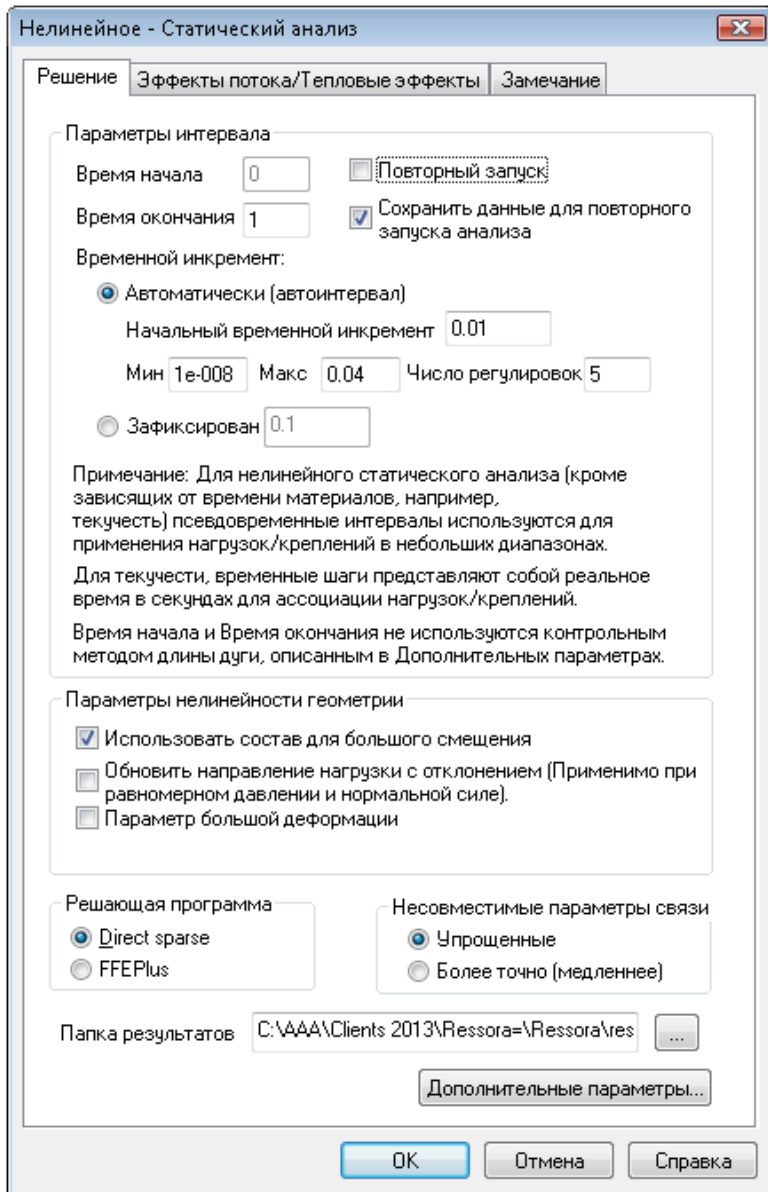 Нелинейное - Статический анализ
Решение
Эффекты потока/Тепловые эффекты
Замечание
Параметры интервала
Время начала 0
Повторный запуск
Время окончания 1
Сохранить данные для повторного
запуска анализа
Временной инкремент:
Автоматически (автоинтервал)
Начальный временной инкремент 0.01
Мин 1e-008 Макс 0.04 Число регулировок 5
Зафиксирован 0.1
Примечание: Для нелинейного статического анализа (кроме
зависящих от времени материалов, например,
текучесть) псевдовременные интервалы используются для
применения нагрузок/креплений в небольших диапазонах.
Для текучести, временные шаги представляют собой реальное
время в секундах для ассоциации нагрузок/креплений.
Время начала и Время окончания не используются контрольным
методом длины дуги, описанным в Дополнительных параметрах.
Параметры нелинейности геометрии
Использовать состав для большого смещения
Обновить направление нагрузки с отклонением (Применимо при
равномерном давлении и нормальной силе).
Параметр большой деформации
Решающая программа
Direct sparse
FFEPlus
Несовместимые параметры связи
Упрощенные
Более точно (медленнее)
Папка результатов C:\AAA\Clients 2013\Ressora=\Ressora\res ...
Дополнительные параметры...
OK Отмена Справка